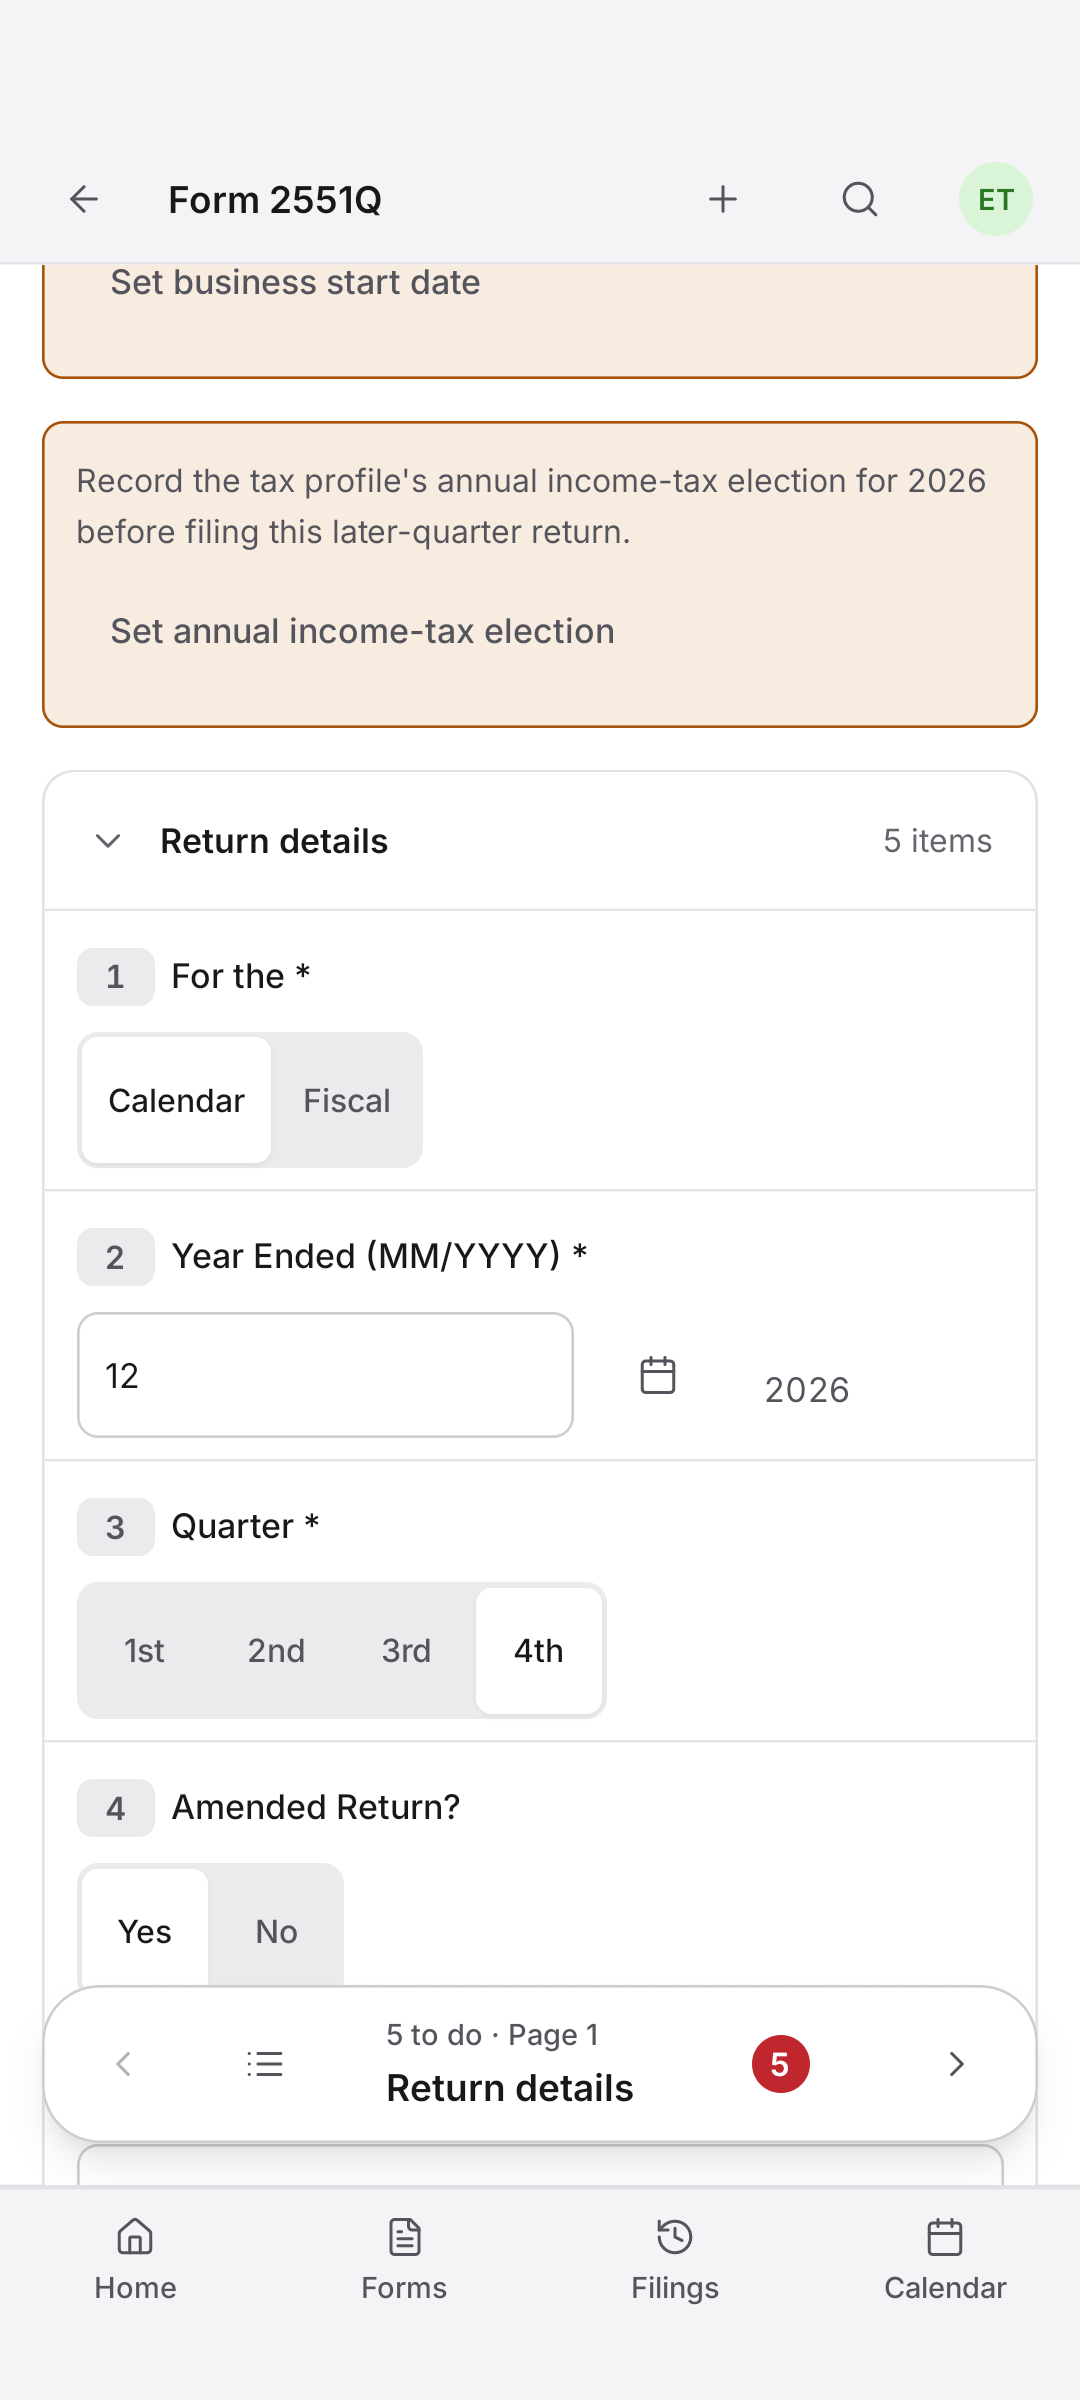 Form 2551Q
ET
Set business start date
Record the tax profile's annual income-tax election for 2026
before filing this later-quarter return.
Set annual income-tax election
Return details
5 items
1 For the *
Calendar Fiscal
2 Year Ended (MM/YYYY) *
12 2026
3 Quarter *
1st 2nd 3rd 4th
4 Amended Return?
Yes No
5 to do · Page 1
Return details
5
Home Forms Filings Calendar